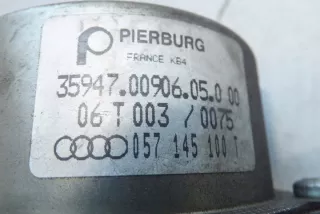 PIERBURG
FRANCE KB4
35947.00906.05.0 00
06 T 003 / 0075
057 145 100 T